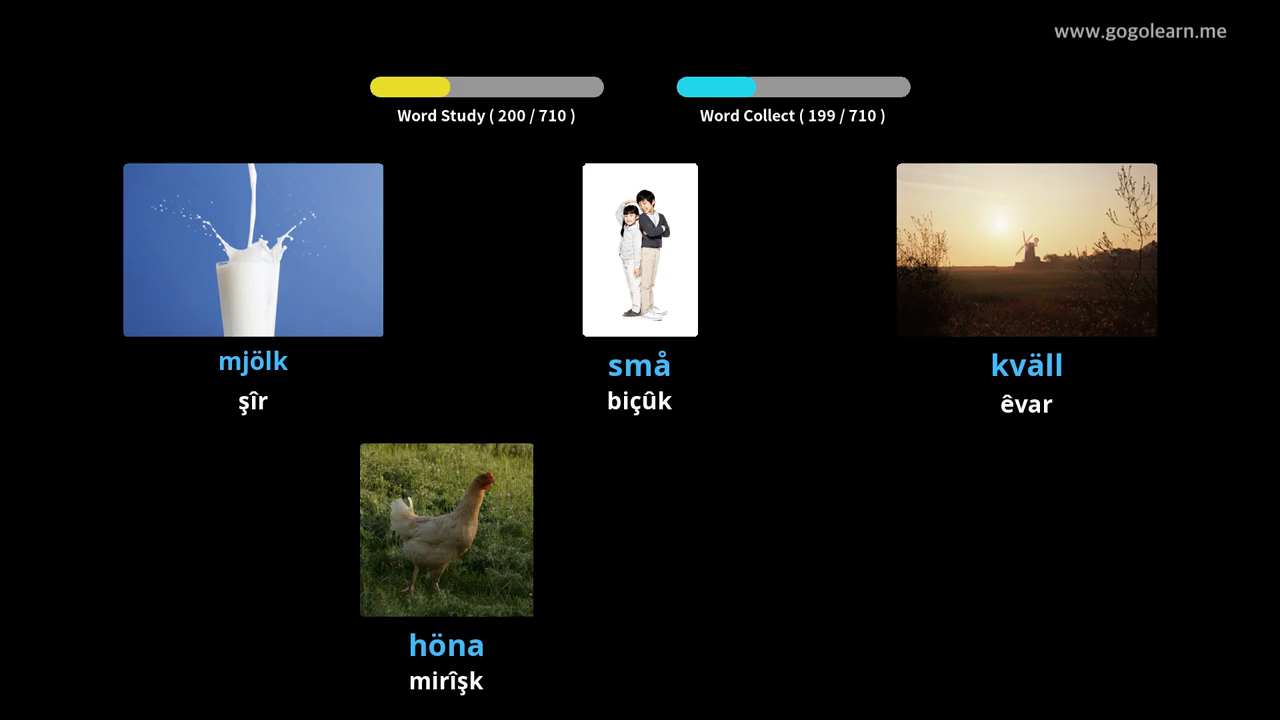 www.gogolearn.me
Word Study ( 200 / 710 )
Word Collect ( 199 / 710 )
mjölk
şîr
små
biçûk
kväll
êvar
höna
mirîşk